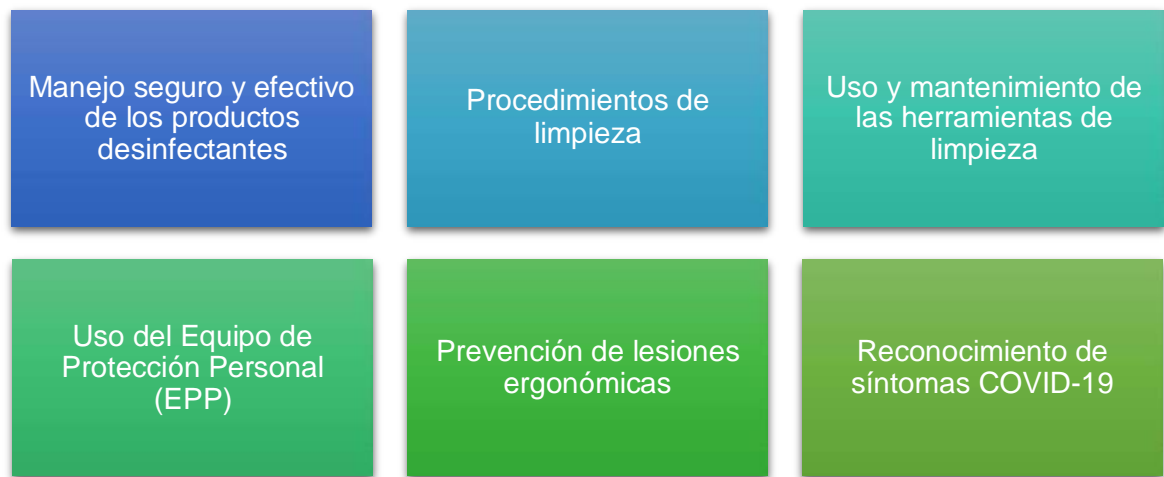 Manejo seguro y efectivo
de los productos
desinfectantes
Procedimientos de
limpieza
Uso y mantenimiento de
las herramientas de
limpieza
Uso del Equipo de
Protección Personal
(EPP)
Prevención de lesiones
ergonómicas
Reconocimiento de
síntomas COVID-19